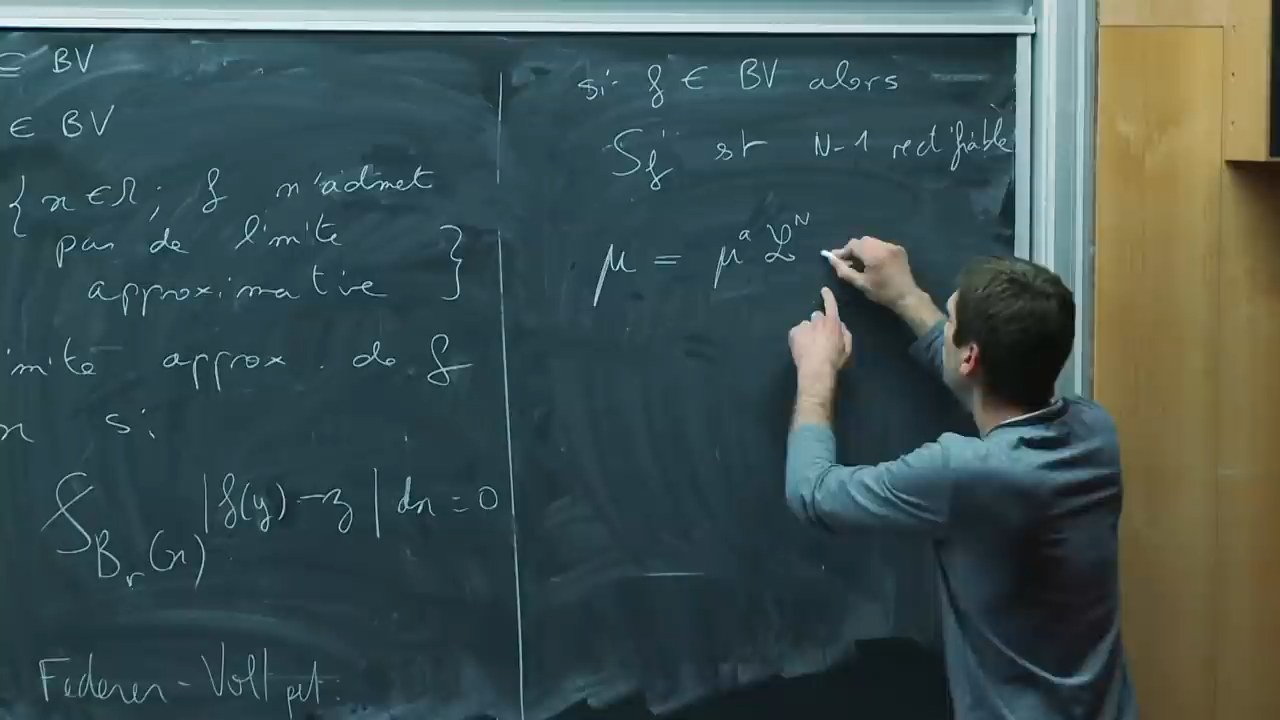 ⊆ BV
∈ BV
{ x ∈ Ω ; f n'admet
pas de limite
approximative }
imite approx. de f
x si
⨍_{B_r(x)} |f(y) - z| dx = 0
Federer - Vol'pert :
si f ∈ BV alors
S_f est N-1 rectifiable
μ = μ^a ℒ^N